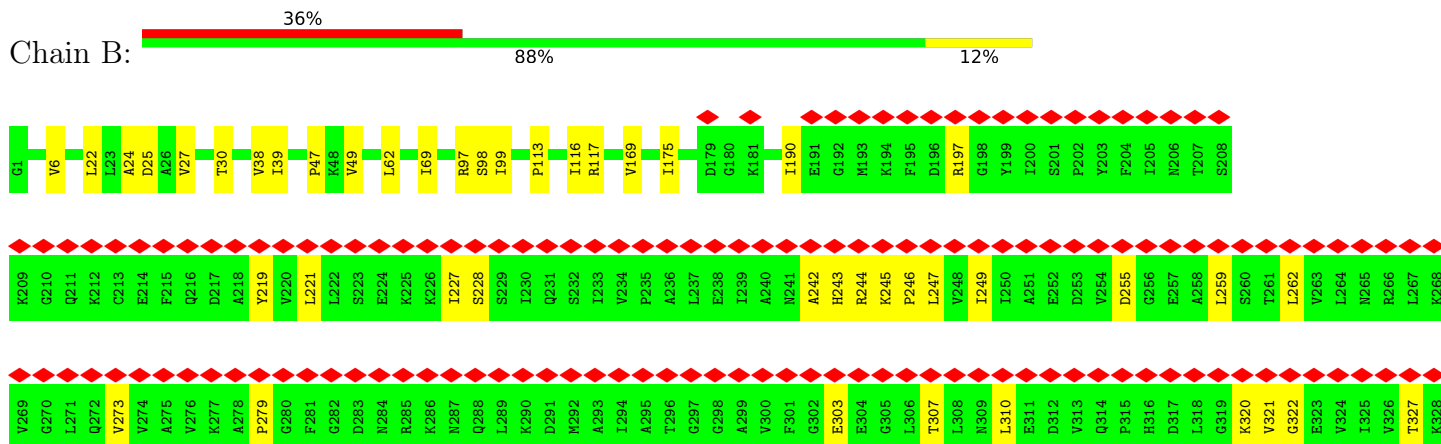 36%
Chain B:
88% 12%
G1 V6 L22 L23 A24 D25 A26 V27 T30 V38 I39 P47 K48 V49 L62 I69 R97 S98 I99 P113 I116 R117 V169 I175 D179 G180 K181 I190 E191 G192 M193 K194 F195 D196 R197 G198 Y199 I200 S201 P202 Y203 F204 I205 N206 T207 S208
K209 G210 Q211 K212 C213 E214 F215 Q216 D217 A218 Y219 V220 L221 L222 S223 E224 K225 K226 I227 S228 S229 I230 Q231 S232 I233 V234 P235 A236 L237 E238 I239 A240 N241 A242 H243 R244 K245 P246 L247 V248 I249 I250 A251 E252 D253 V254 D255 G256 E257 A258 L259 S260 T261 L262 V263 L264 N265 R266 L267 K268
V269 G270 L271 Q272 V273 V274 A275 V276 K277 A278 P279 G280 F281 G282 D283 N284 R285 K286 N287 Q288 L289 K290 D291 M292 A293 I294 A295 T296 G297 G298 A299 V300 F301 G302 E303 E304 G305 L306 T307 L308 N309 L310 E311 D312 V313 Q314 P315 H316 D317 L318 G319 K320 V321 G322 E323 V324 I325 V326 T327 K328